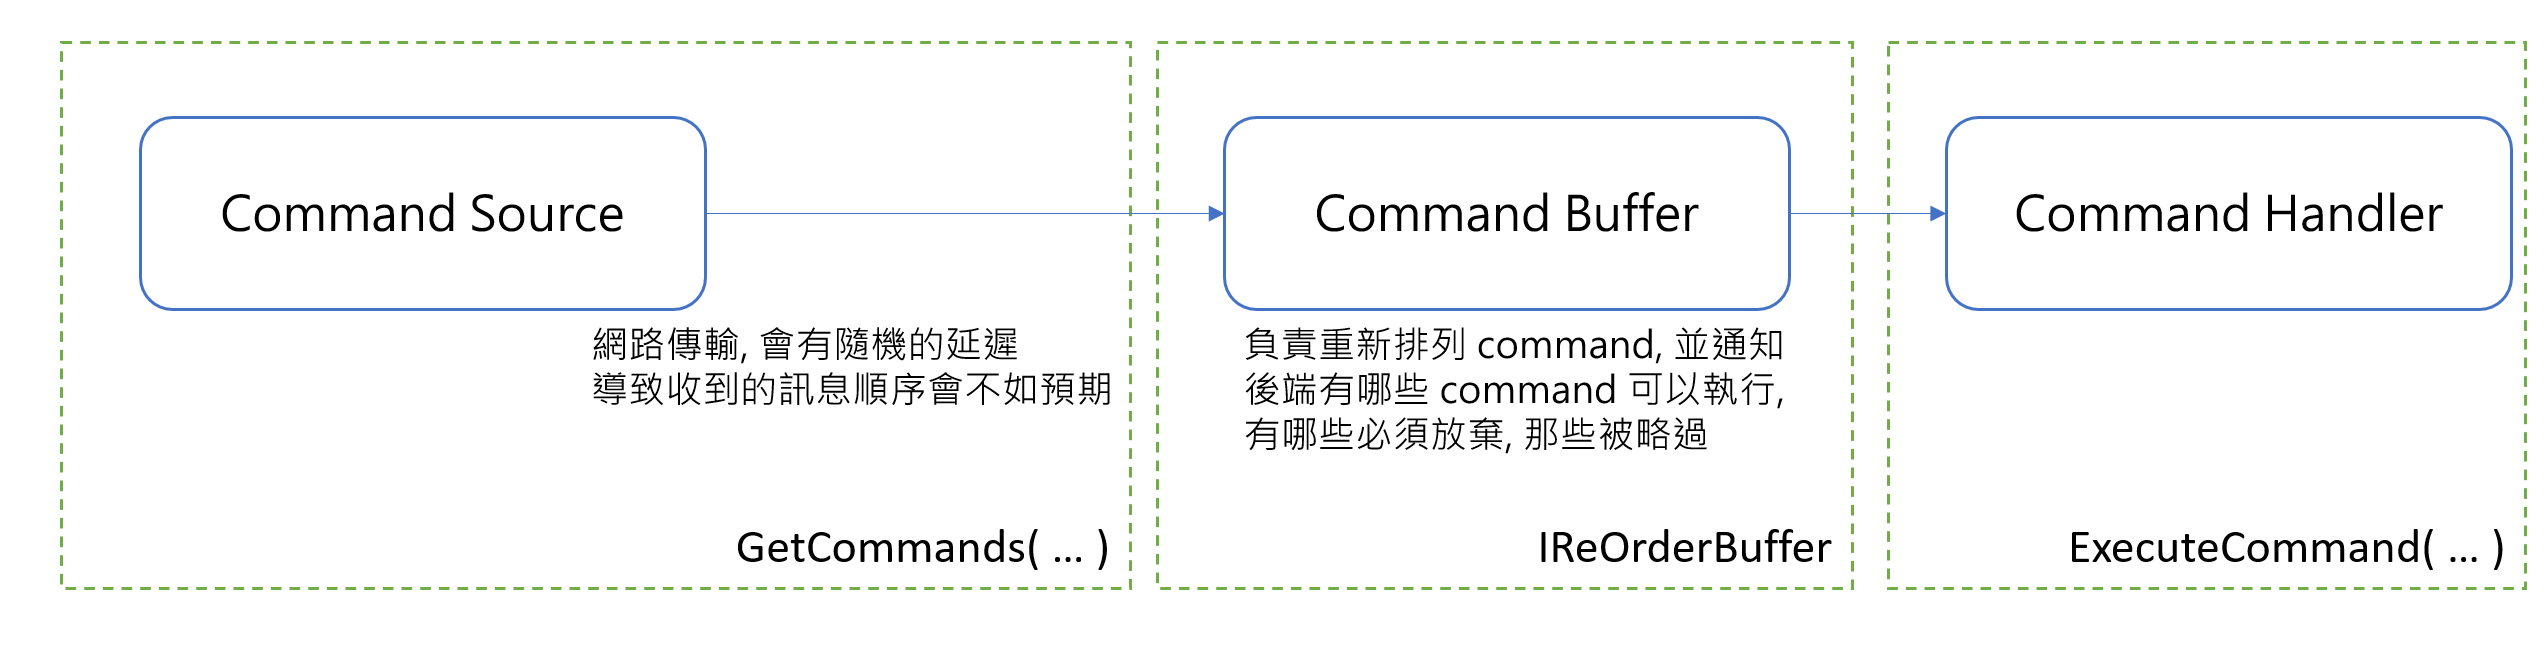 Command Source
網路傳輸, 會有隨機的延遲
導致收到的訊息順序會不如預期
GetCommands( ... )
Command Buffer
負責重新排列 command, 並通知
後端有哪些 command 可以執行,
有哪些必須放棄, 那些被略過
IReOrderBuffer
Command Handler
ExecuteCommand( ... )